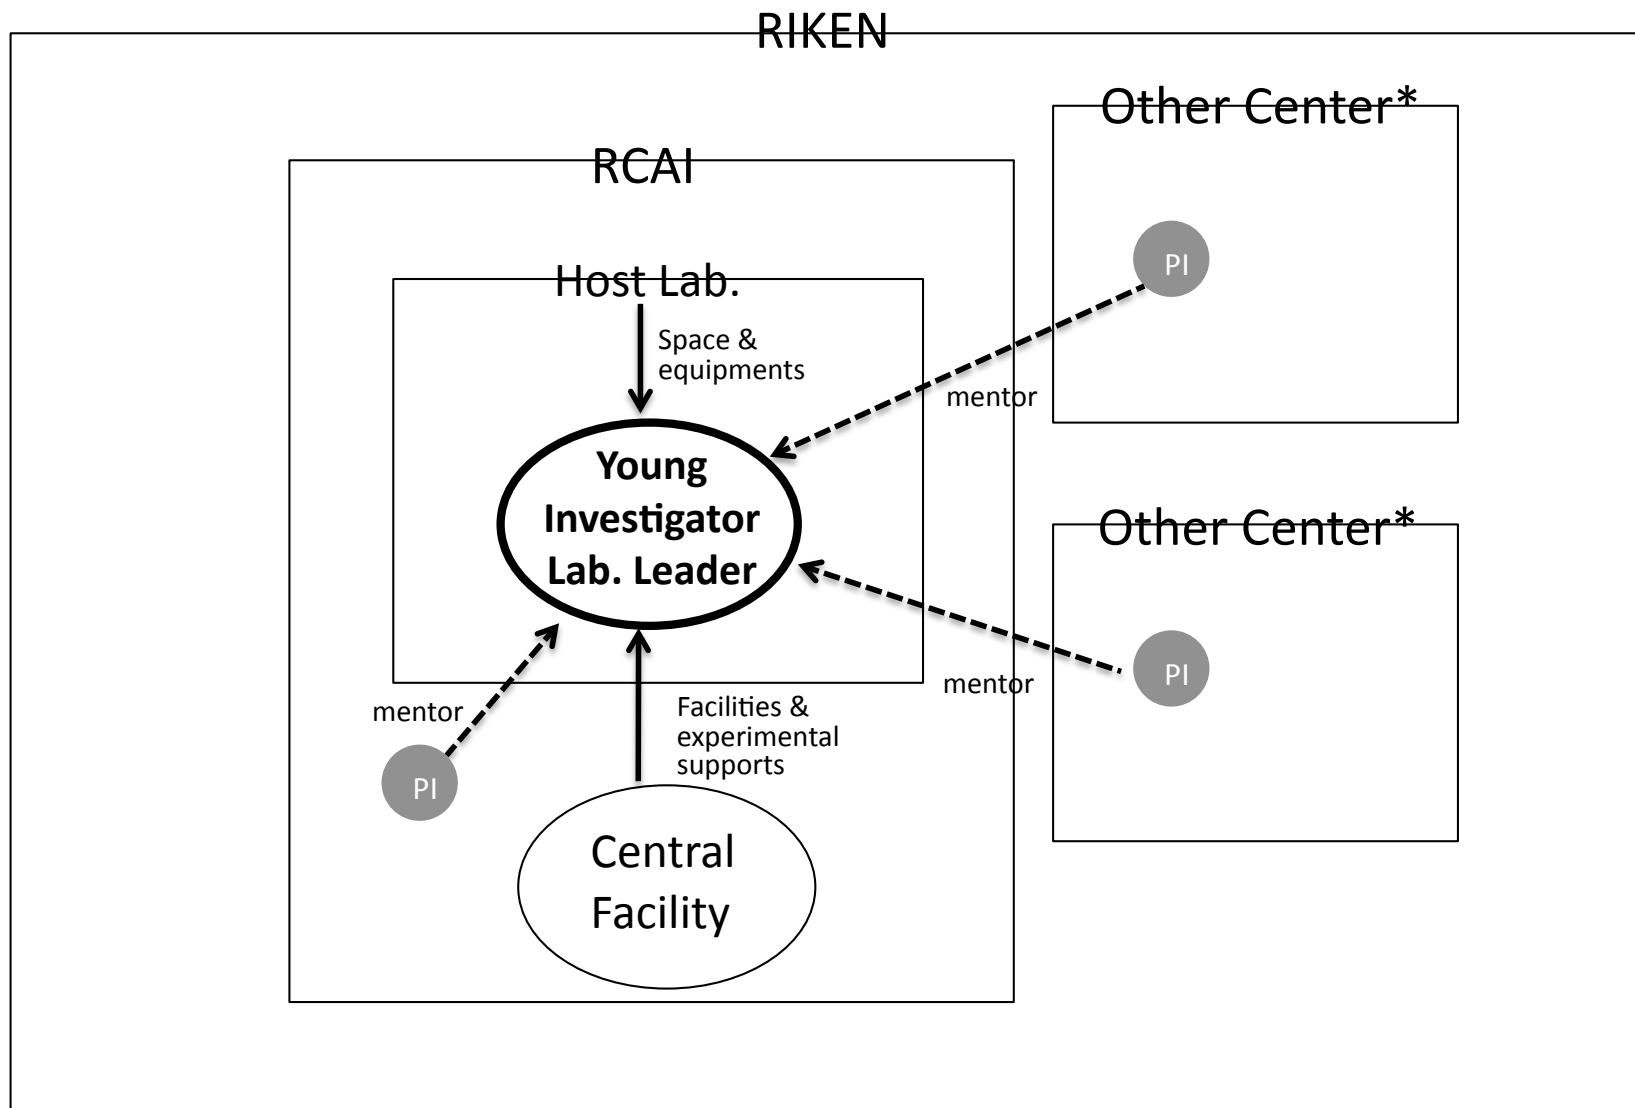 RIKEN
Other Center*
RCAI
PI
Host Lab.
Space &
equipments
mentor
Young
Investigator
Lab. Leader
Other Center*
PI
mentor
mentor
Facilities &
experimental
supports
PI
Central
Facility